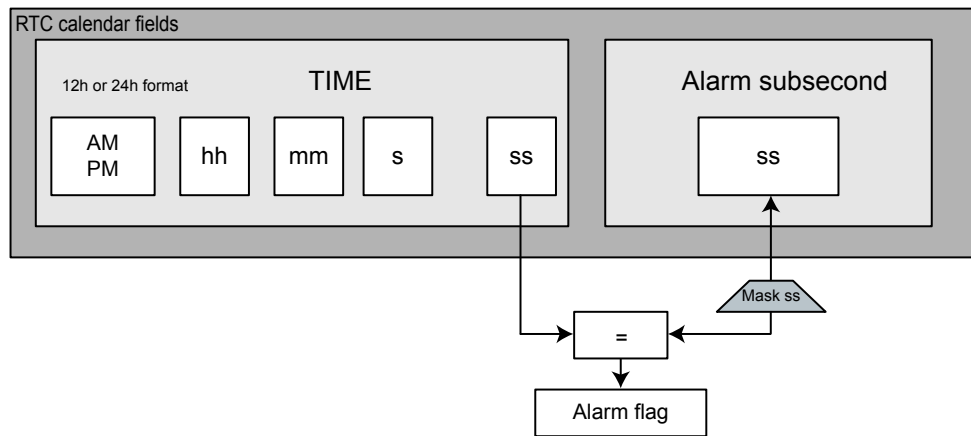 RTC calendar fields
12h or 24h format
TIME
AM
PM
hh
mm
s
ss
Alarm subsecond
ss
Mask ss
=
Alarm flag